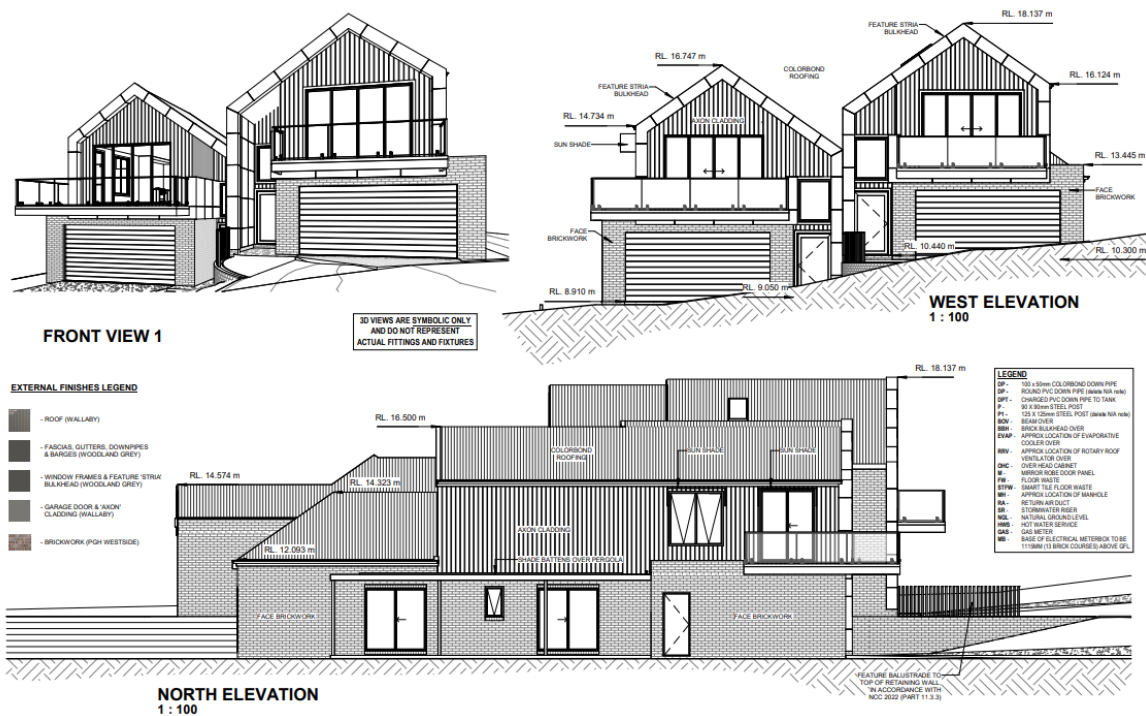 FRONT VIEW 1
3D VIEWS ARE SYMBOLIC ONLY
AND DO NOT REPRESENT
ACTUAL FITTINGS AND FIXTURES
RL. 18.137 m
FEATURE STRIA
BULKHEAD
RL. 16.747 m
COLORBOND
ROOFING
RL. 16.124 m
FEATURE STRIA
BULKHEAD
RL. 14.734 m
AXON CLADDING
SUN SHADE
RL. 13.445 m
FACE
BRICKWORK
FACE
BRICKWORK
RL. 10.440 m
RL. 10.300 m
RL. 9.050 m
RL. 8.910 m
WEST ELEVATION
1 : 100
EXTERNAL FINISHES LEGEND
- ROOF (WALLABY)
- FASCIAS, GUTTERS, DOWNPIPES
& BARGES (WOODLAND GREY)
- WINDOW FRAMES & FEATURE 'STRIA'
BULKHEAD (WOODLAND GREY)
- GARAGE DOOR & 'AXON'
CLADDING (WALLABY)
- BRICKWORK (PGH WESTSIDE)
RL. 18.137 m
RL. 16.500 m
COLORBOND
ROOFING
SUN SHADE
SUN SHADE
RL. 14.574 m
RL. 14.323 m
AXON CLADDING
RL. 12.093 m
SHADE BATTENS OVER PERGOLA
FACE BRICKWORK
FACE BRICKWORK
FEATURE BALUSTRADE TO
TOP OF RETAINING WALL
IN ACCORDANCE WITH
NCC 2022 (PART 11.3.3)
NORTH ELEVATION
1 : 100
LEGEND
DP - 100 x 50mm COLORBOND DOWN PIPE
DP - ROUND PVC DOWN PIPE (delete N/A note)
DPT - CHARGED PVC DOWN PIPE TO TANK
P - 90 X 90mm STEEL POST
P1 - 125 X 125mm STEEL POST (delete N/A note)
BOV - BEAM OVER
BBH - BRICK BULKHEAD OVER
EVAP - APPROX LOCATION OF EVAPORATIVE
COOLER OVER
RRV - APPROX LOCATION OF ROTARY ROOF
VENTILATOR OVER
OHC - OVER HEAD CABINET
M - MIRROR ROBE DOOR PANEL
FW - FLOOR WASTE
STFW - SMART TILE FLOOR WASTE
MH - APPROX LOCATION OF MANHOLE
RA - RETURN AIR DUCT
SR - STORMWATER RISER
NGL - NATURAL GROUND LEVEL
HWS - HOT WATER SERVICE
GAS - GAS METER
MB - BASE OF ELECTRICAL METERBOX TO BE
1115MM (13 BRICK COURSES) ABOVE GFL